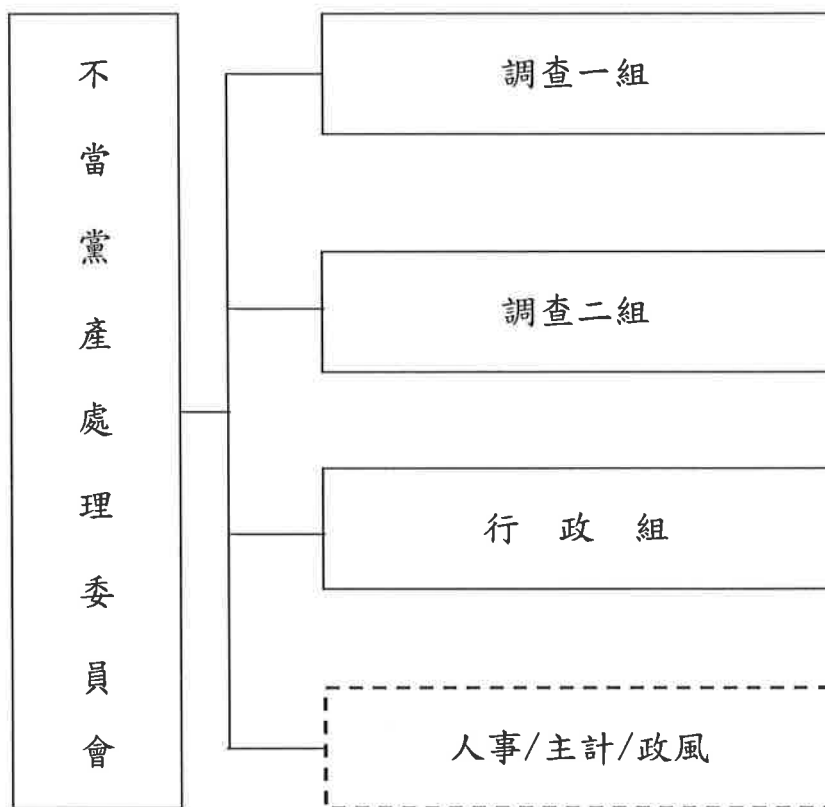 不當黨產處理委員會
調查一組
調查二組
行政組
人事/主計/政風